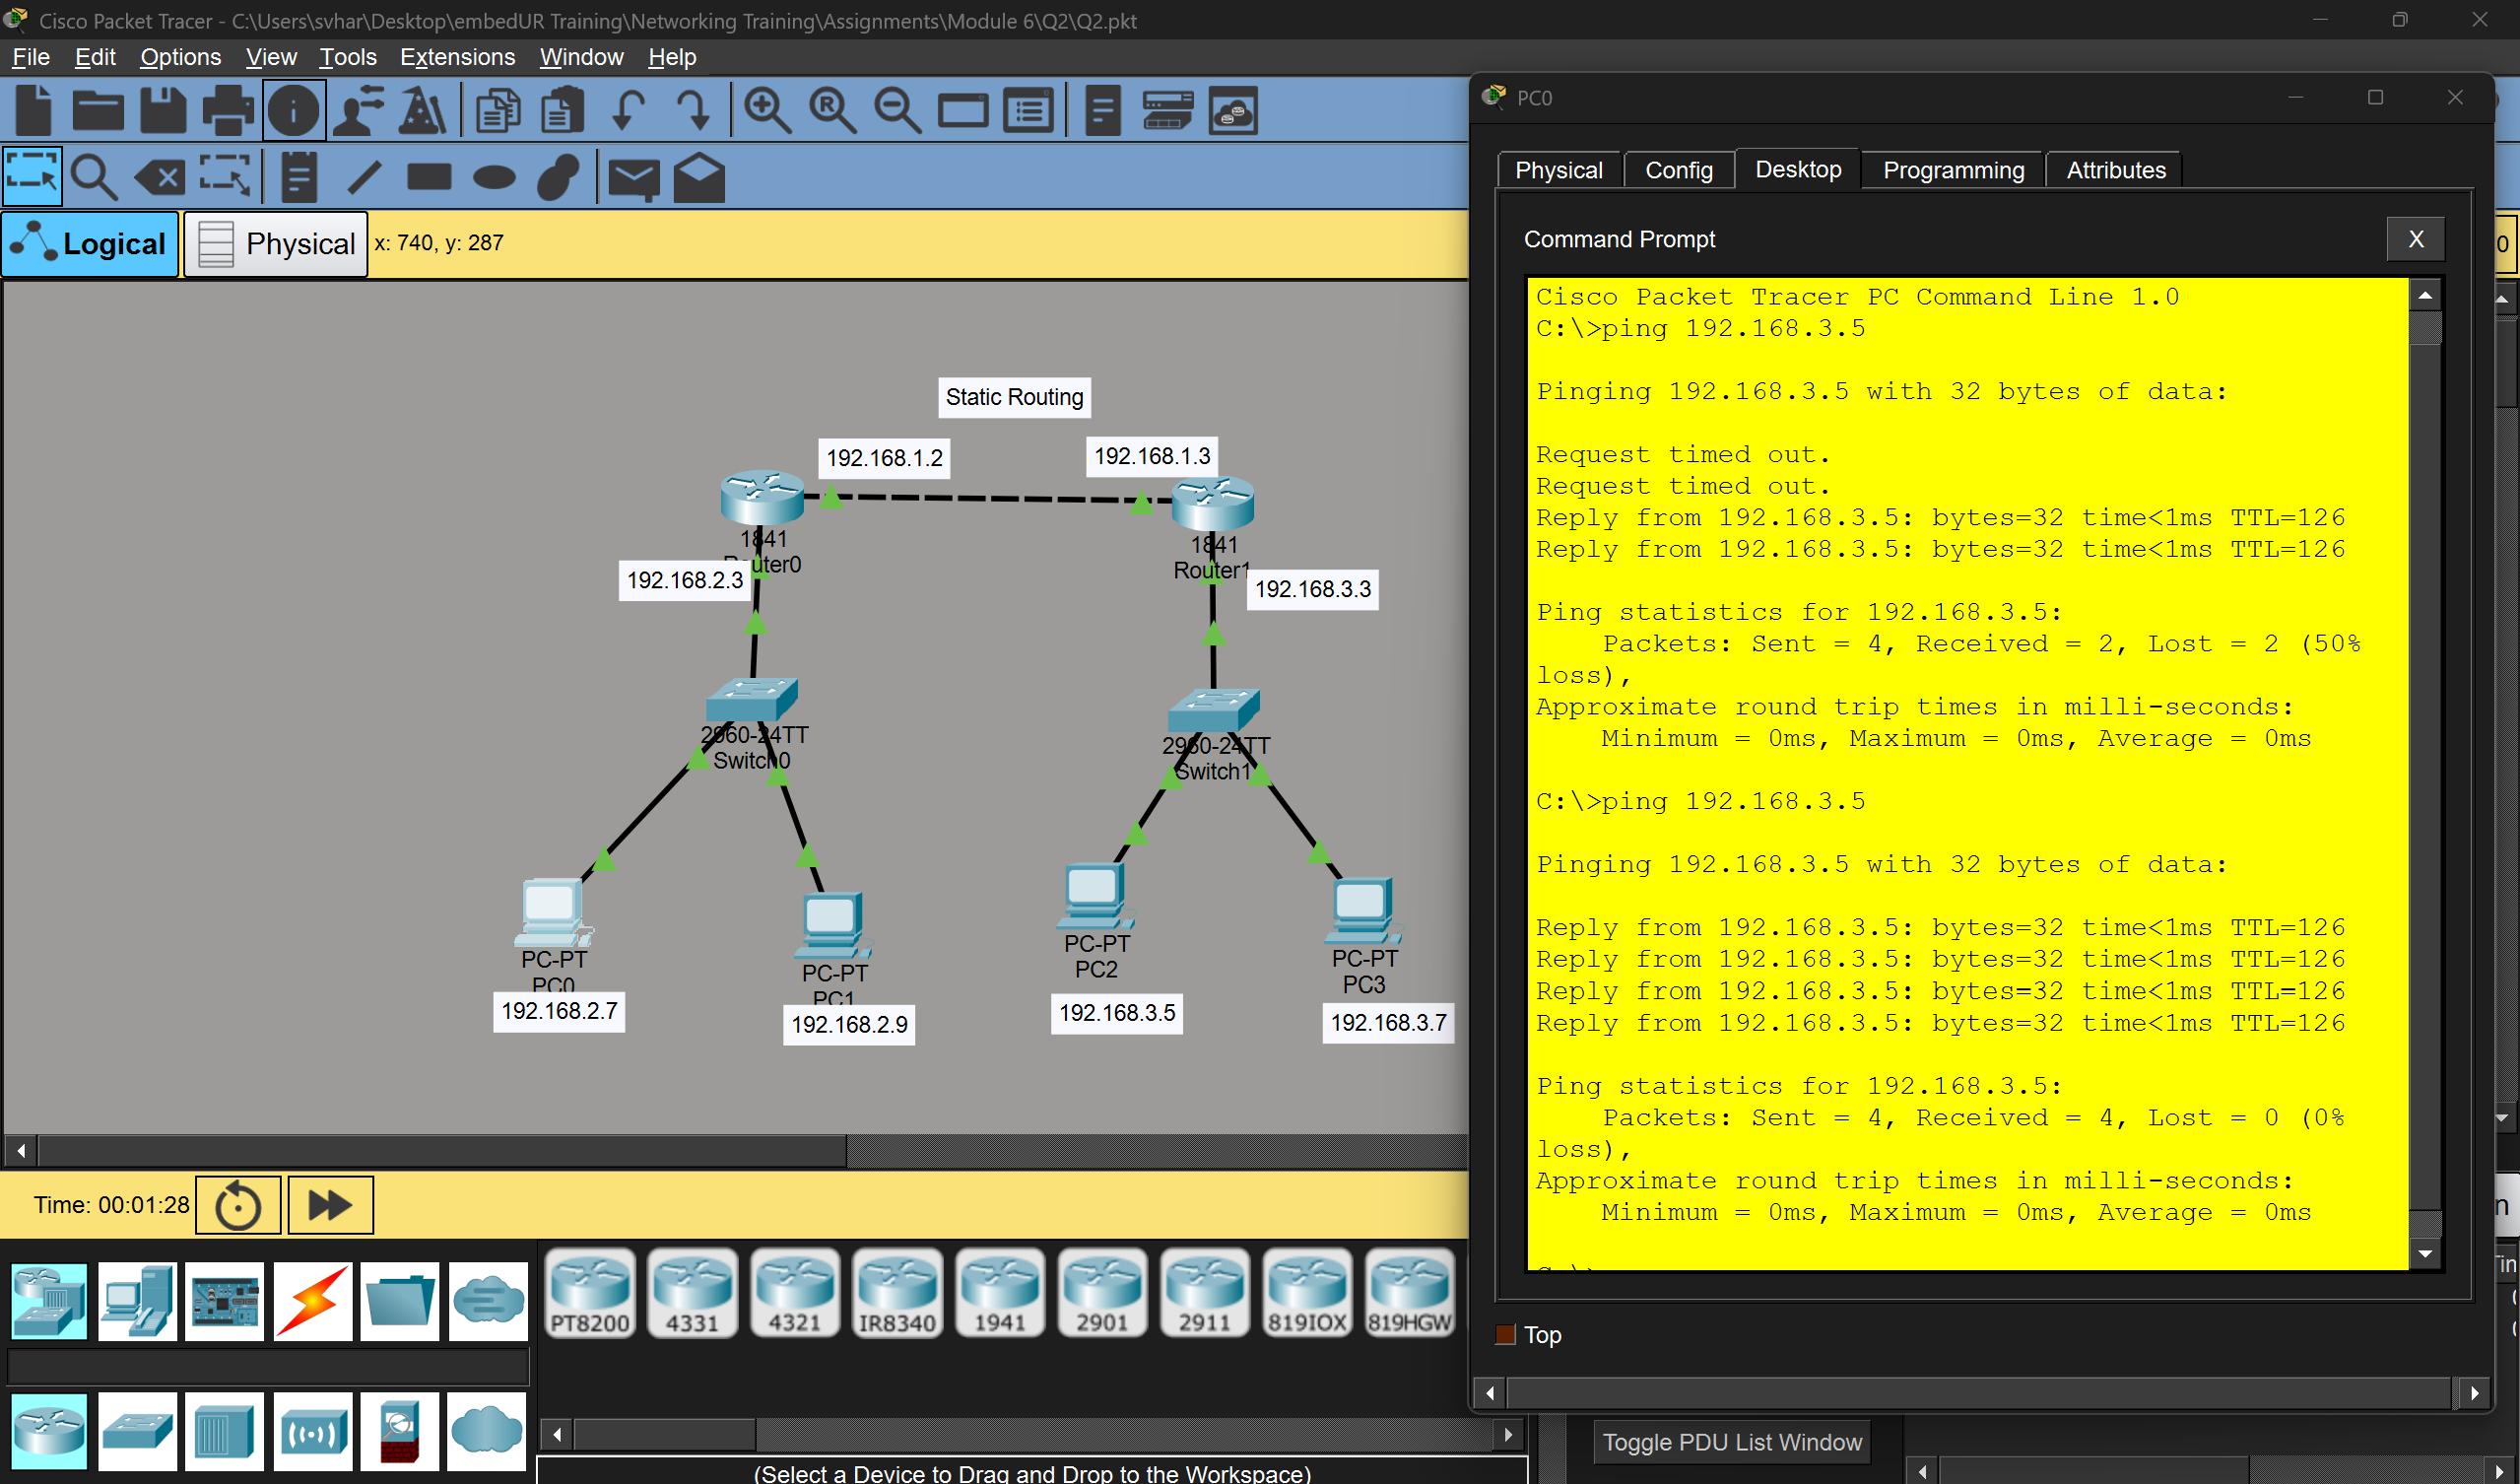 Cisco Packet Tracer - C:\Users\svhar\Desktop\embedUR Training\Networking Training\Assignments\Module 6\Q2\Q2.pkt
File Edit Options View Tools Extensions Window Help
Logical Physical x: 740, y: 287
Static Routing
192.168.1.2
192.168.1.3
1841
Router0
1841
Router1
192.168.2.3
192.168.3.3
2960-24TT
Switch0
2960-24TT
Switch1
PC-PT
PC0
192.168.2.7
PC-PT
PC1
192.168.2.9
PC-PT
PC2
192.168.3.5
PC-PT
PC3
192.168.3.7
Time: 00:01:28
PT8200 4331 4321 IR8340 1941 2901 2911 819IOX 819HGW
(Select a Device to Drag and Drop to the Workspace)
PC0
Physical Config Desktop Programming Attributes
Command Prompt
X
Cisco Packet Tracer PC Command Line 1.0
C:\>ping 192.168.3.5
Pinging 192.168.3.5 with 32 bytes of data:
Request timed out.
Request timed out.
Reply from 192.168.3.5: bytes=32 time<1ms TTL=126
Reply from 192.168.3.5: bytes=32 time<1ms TTL=126
Ping statistics for 192.168.3.5:
Packets: Sent = 4, Received = 2, Lost = 2 (50%
loss),
Approximate round trip times in milli-seconds:
Minimum = 0ms, Maximum = 0ms, Average = 0ms
C:\>ping 192.168.3.5
Pinging 192.168.3.5 with 32 bytes of data:
Reply from 192.168.3.5: bytes=32 time<1ms TTL=126
Reply from 192.168.3.5: bytes=32 time<1ms TTL=126
Reply from 192.168.3.5: bytes=32 time<1ms TTL=126
Reply from 192.168.3.5: bytes=32 time<1ms TTL=126
Ping statistics for 192.168.3.5:
Packets: Sent = 4, Received = 4, Lost = 0 (0%
loss),
Approximate round trip times in milli-seconds:
Minimum = 0ms, Maximum = 0ms, Average = 0ms
Top
Toggle PDU List Window